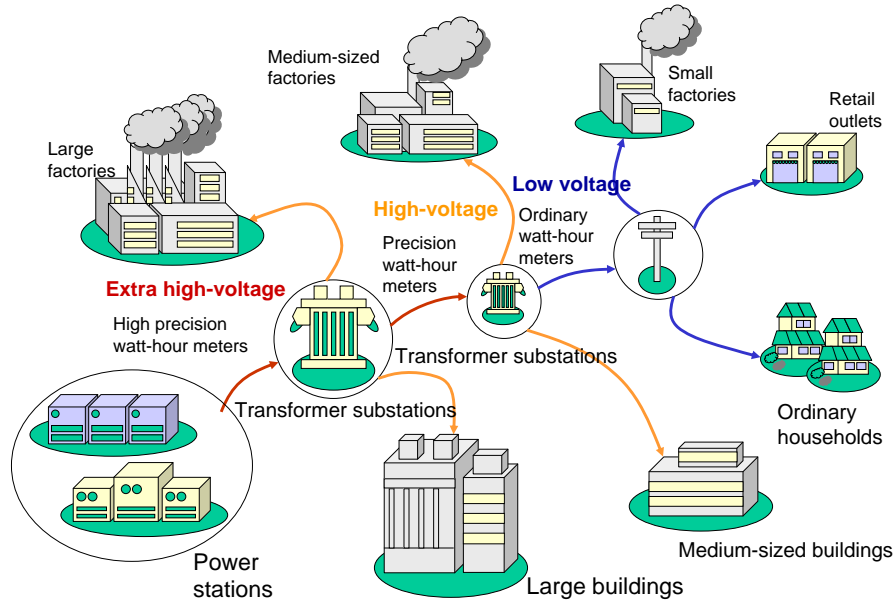 Medium-sized
factories
Small
factories
Retail
outlets
Large
factories
Low voltage
High-voltage
Ordinary
watt-hour
meters
Precision
watt-hour
meters
Extra high-voltage
High precision
watt-hour meters
Transformer substations
Transformer substations
Ordinary
households
Power
stations
Medium-sized buildings
Large buildings